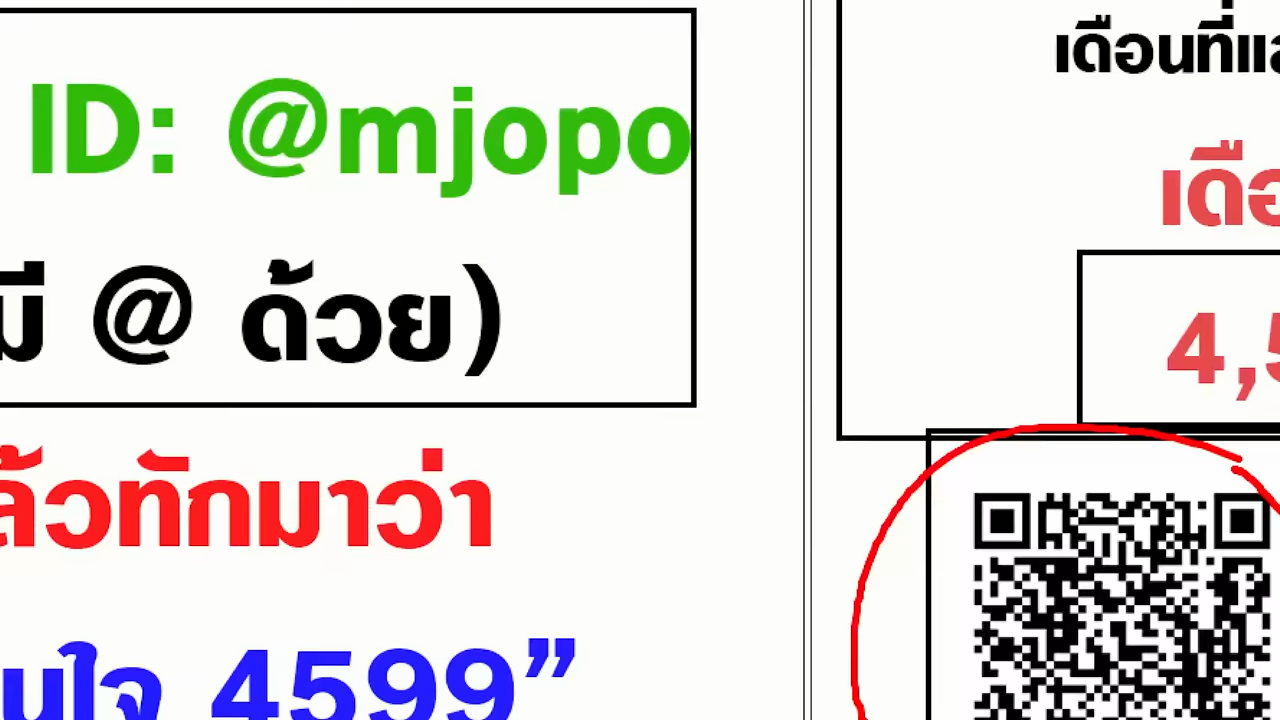 ID: @mjopo
มี @ ด้วย)
ล้วทักมาว่า
นใจ 4599”
เดือนที่แ
เดือ
4,5